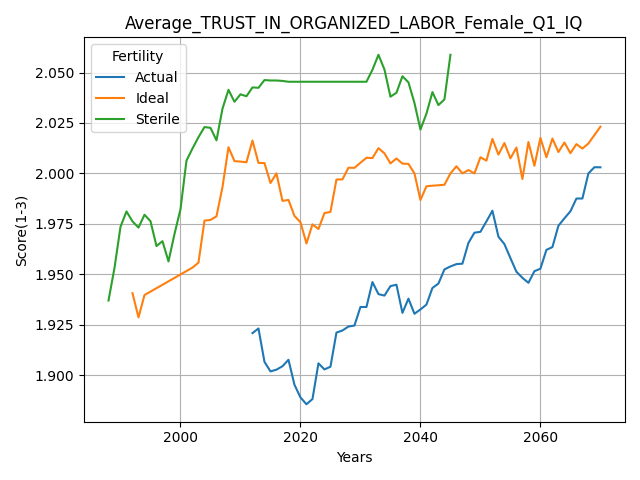 Average_TRUST_IN_ORGANIZED_LABOR_Female_Q1_IQ
Fertility
Actual
Ideal
Sterile
Score(1-3)
2.050
2.025
2.000
1.975
1.950
1.925
1.900
2000 2020 2040 2060
Years